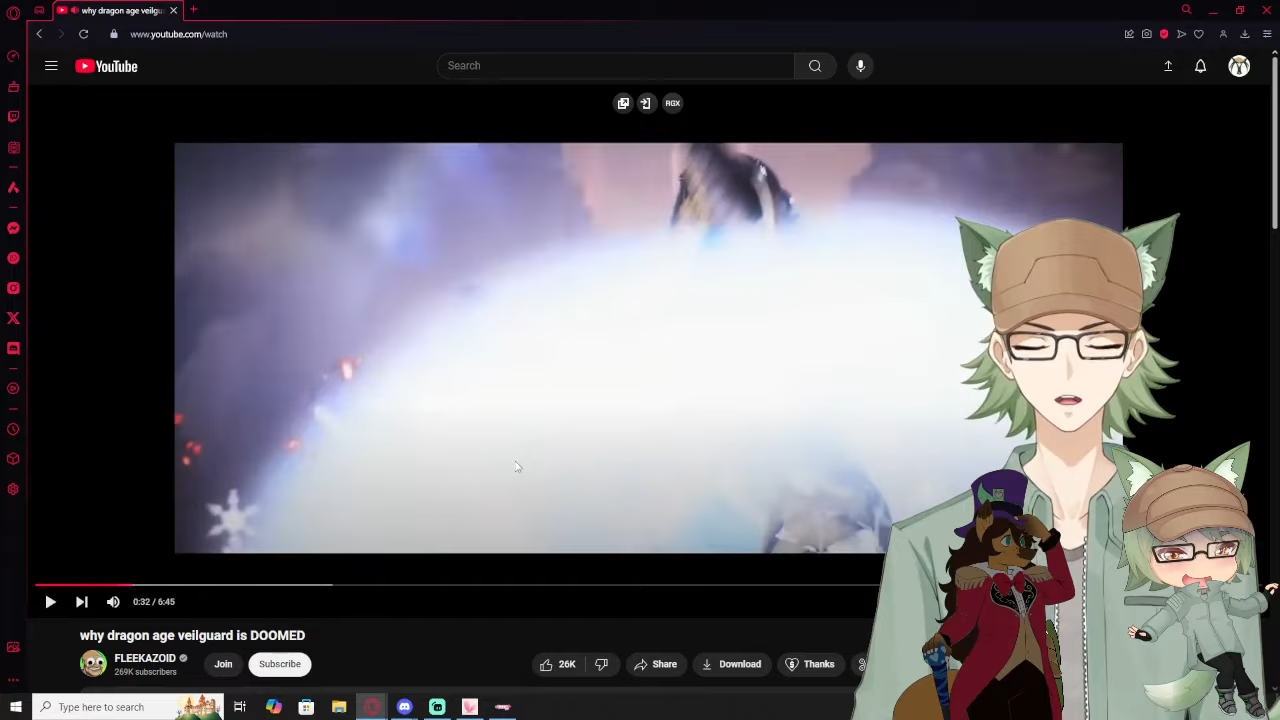 why dragon age veilgu
www.youtube.com/watch
YouTube
Search
RGX
0:32 / 6:45
why dragon age veilguard is DOOMED
FLEEKAZOID
269K subscribers
Join
Subscribe
26K
Share
Download
Thanks
Type here to search